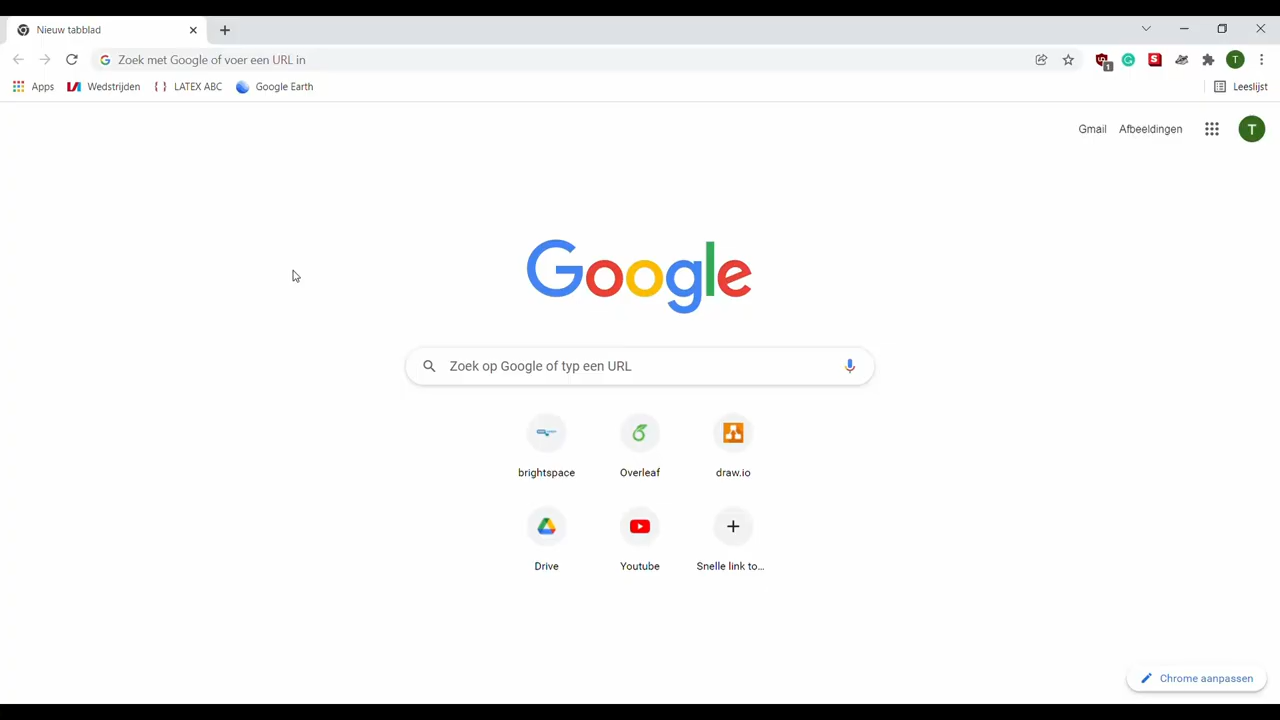 Nieuw tabblad
Zoek met Google of voer een URL in
1
S
T
Apps
Wedstrijden
LATEX ABC
Google Earth
Leeslijst
Gmail
Afbeeldingen
T
Google
Zoek op Google of typ een URL
brightspace
Overleaf
draw.io
Drive
Youtube
Snelle link to...
Chrome aanpassen